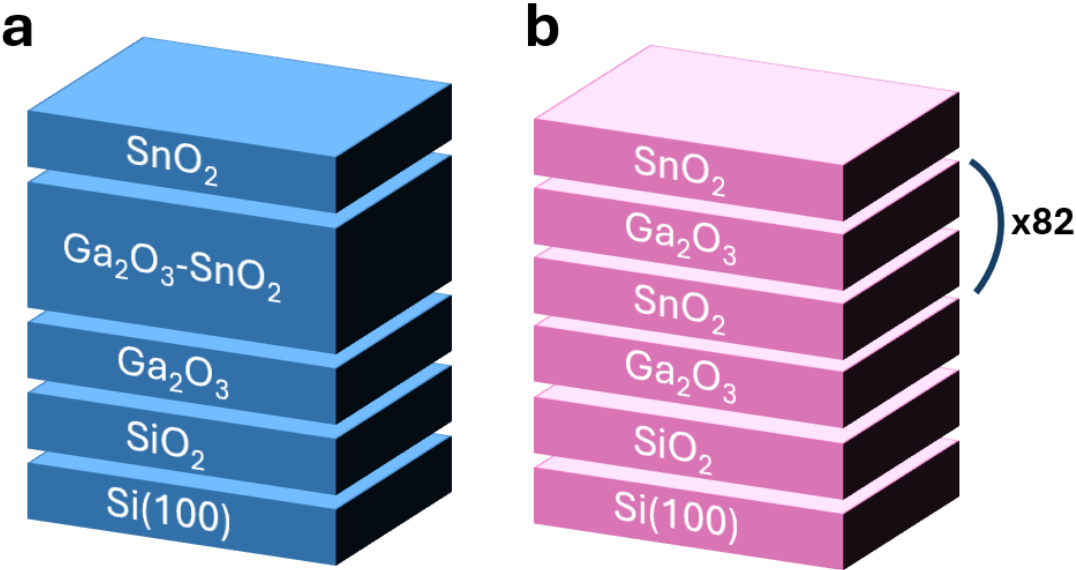 a
SnO₂
Ga₂O₃-SnO₂
Ga₂O₃
SiO₂
Si(100)
b
SnO₂
Ga₂O₃
SnO₂
Ga₂O₃
SiO₂
Si(100)
x82